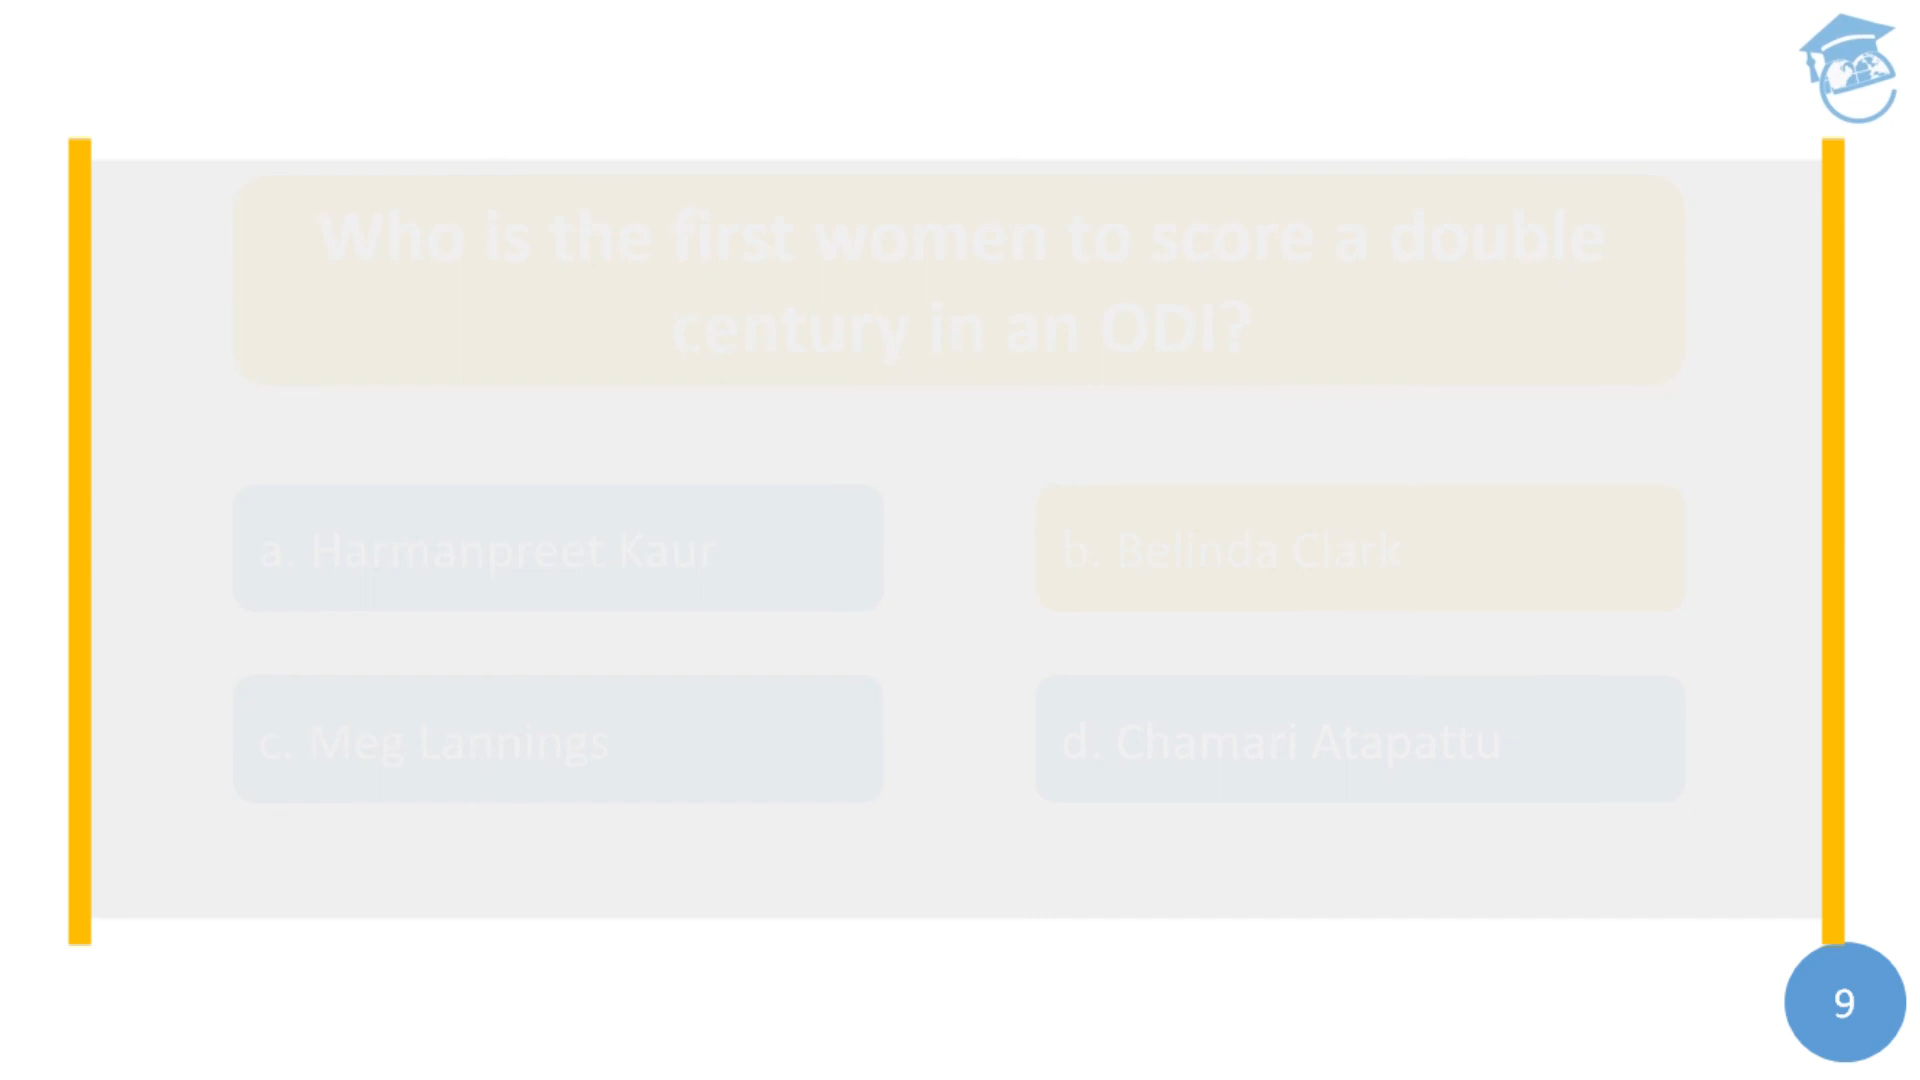 Who is the first women to score a double
century in an ODI?
a. Harmanpreet Kaur
b. Belinda Clark
c. Meg Lannings
d. Chamari Atapattu
9